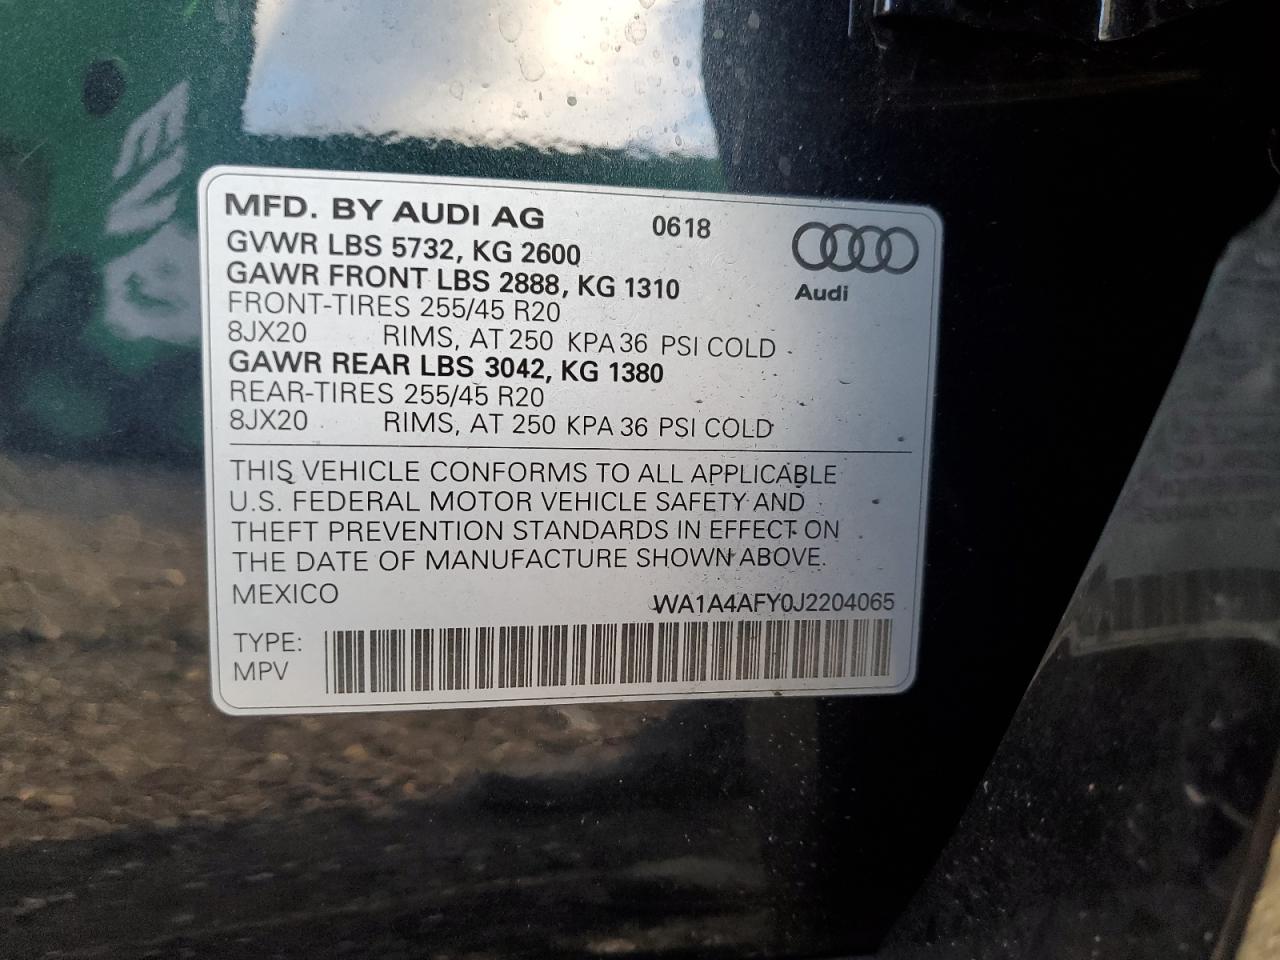 MFD. BY AUDI AG 0618
GVWR LBS 5732, KG 2600
GAWR FRONT LBS 2888, KG 1310
Audi
FRONT-TIRES 255/45 R20
8JX20 RIMS, AT 250 KPA 36 PSI COLD
GAWR REAR LBS 3042, KG 1380
REAR-TIRES 255/45 R20
8JX20 RIMS, AT 250 KPA 36 PSI COLD
THIS VEHICLE CONFORMS TO ALL APPLICABLE
U.S. FEDERAL MOTOR VEHICLE SAFETY AND
THEFT PREVENTION STANDARDS IN EFFECT ON
THE DATE OF MANUFACTURE SHOWN ABOVE.
MEXICO WA1A4AFY0J2204065
TYPE:
MPV